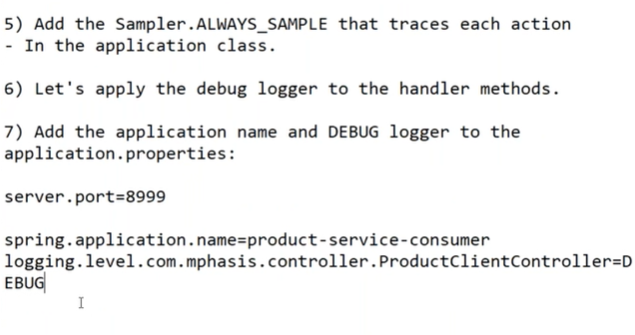 5) Add the Sampler.ALWAYS_SAMPLE that traces each action
- In the application class.
6) Let's apply the debug logger to the handler methods.
7) Add the application name and DEBUG logger to the
application.properties:
server.port=8999
spring.application.name=product-service-consumer
logging.level.com.mphasis.controller.ProductClientController=D
EBUG